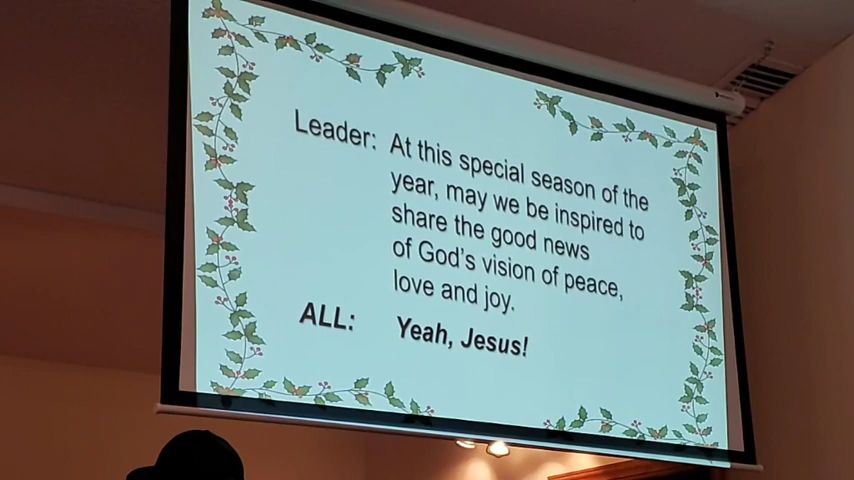 Leader: At this special season of the
year, may we be inspired to
share the good news
of God's vision of peace,
love and joy.
ALL: Yeah, Jesus!